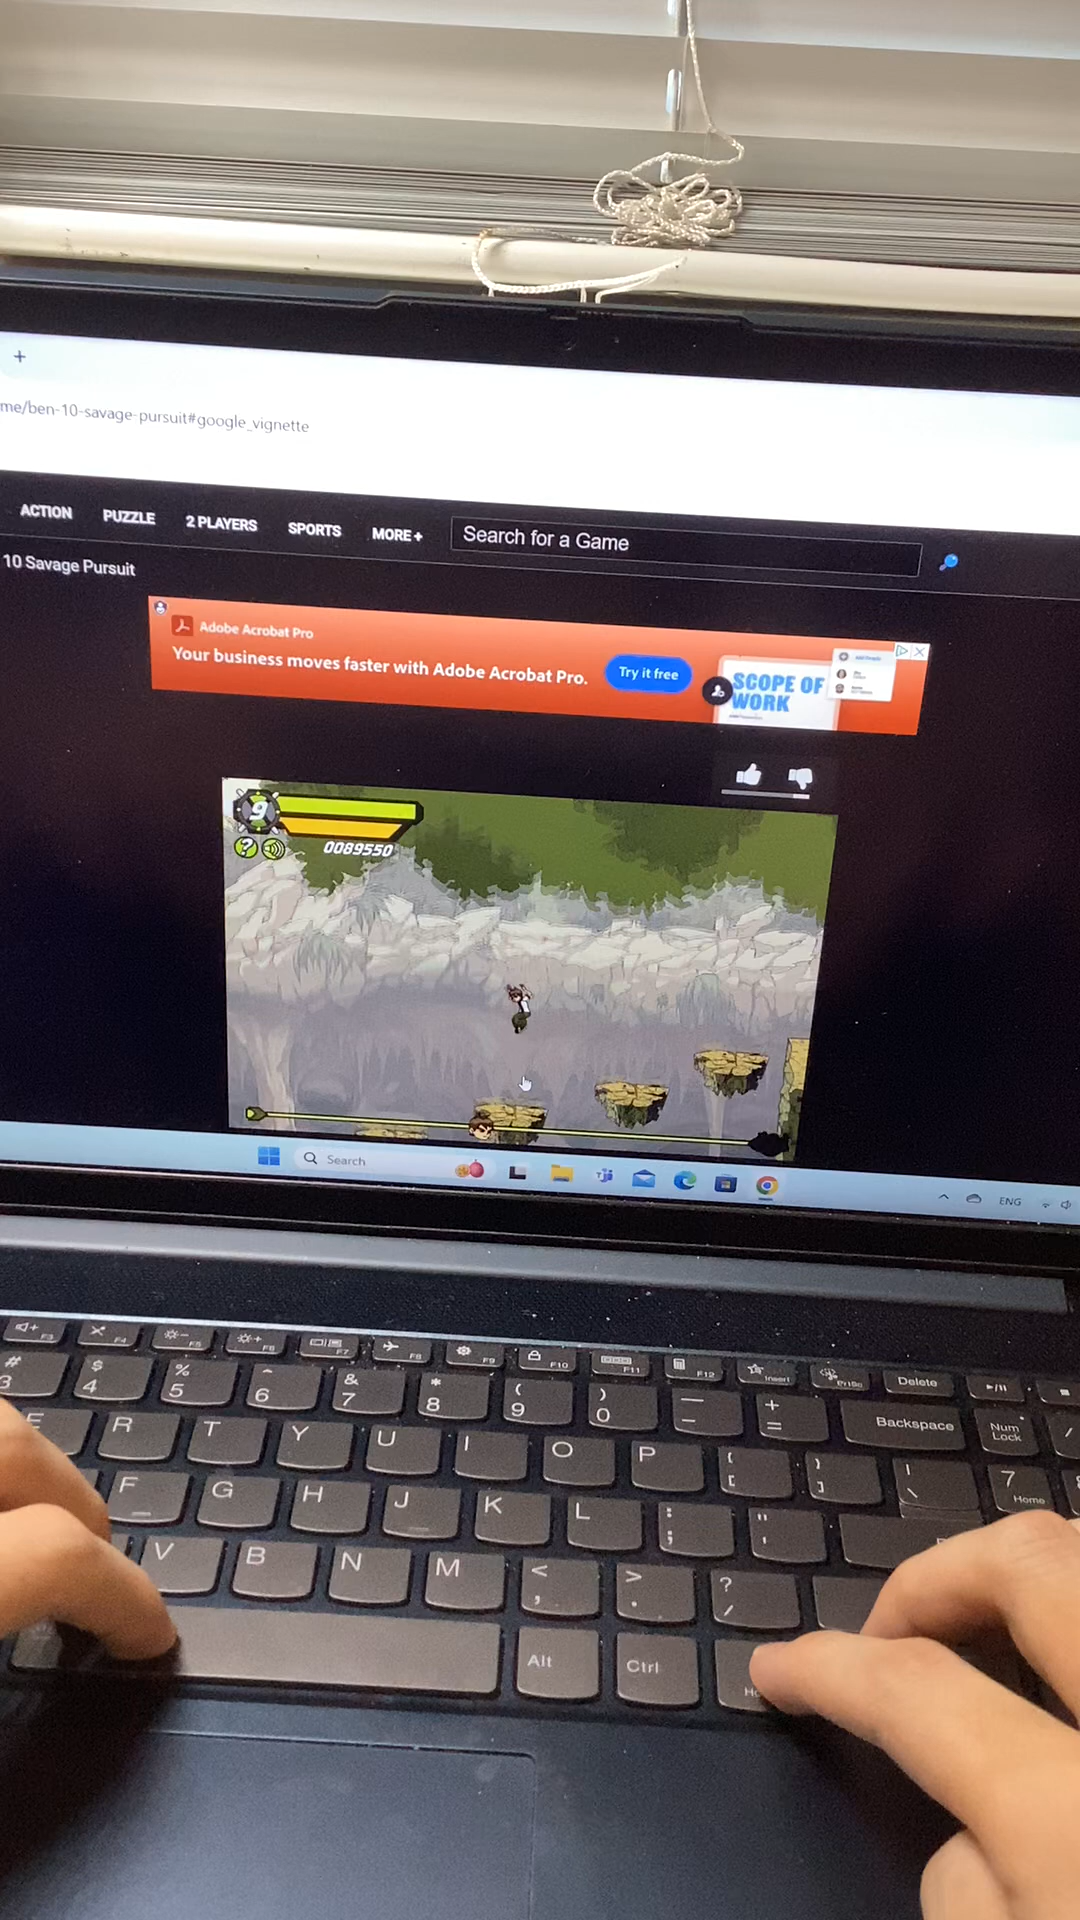 +
me/ben-10-savage-pursuit#google_vignette
ACTION PUZZLE 2 PLAYERS SPORTS MORE+ Search for a Game
10 Savage Pursuit
Adobe Acrobat Pro
Your business moves faster with Adobe Acrobat Pro. Try it free
SCOPE OF
WORK
9
?
0089550
Search
ENG
F3 F4 F5 F6 F7 F8 F9 F10 F11 F12 Insert PrtSc Delete
# 3 $ 4 % 5 ^ 6 & 7 * 8 ( 9 ) 0 — - + = Backspace Num Lock /
E R T Y U I O P { [ } ] | \ 7 Home
F G H J K L : ; " '
V B N M < , > . ? /
Alt Ctrl